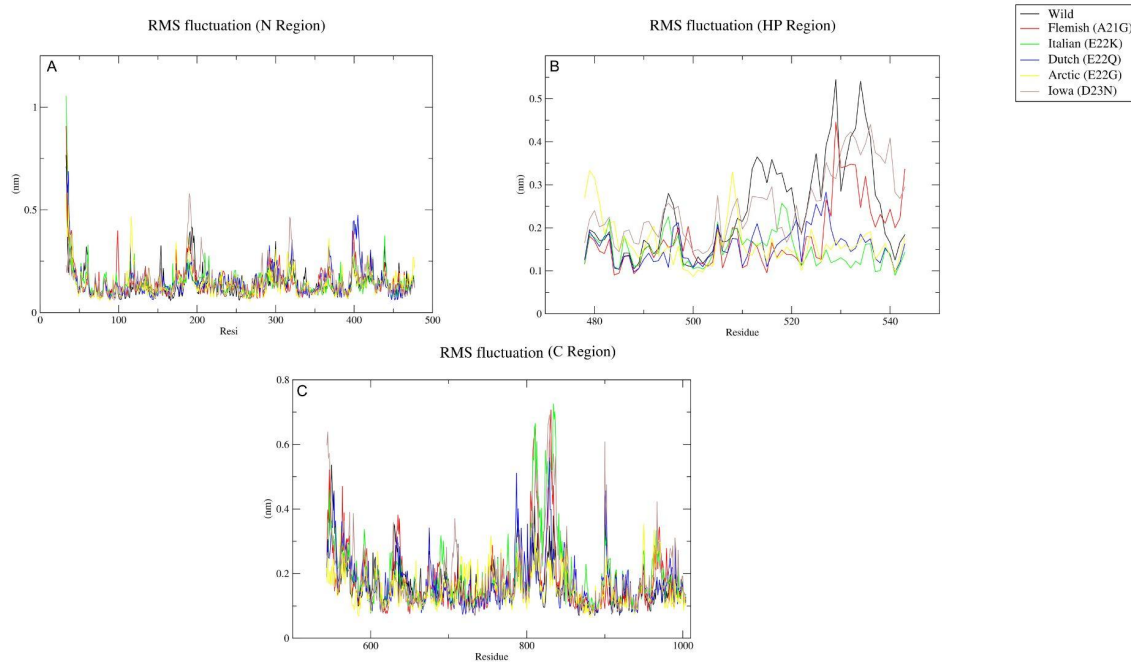 RMS fluctuation (N Region)
A
(nm)
1
0.5
0
0
100
200
300
400
500
Resi
RMS fluctuation (HP Region)
B
(nm)
0.5
0.4
0.3
0.2
0.1
0
480
500
520
540
Residue
Wild
Flemish (A21G)
Italian (E22K)
Dutch (E22Q)
Arctic (E22G)
Iowa (D23N)
RMS fluctuation (C Region)
C
(nm)
0.8
0.6
0.4
0.2
0
600
800
1000
Residue